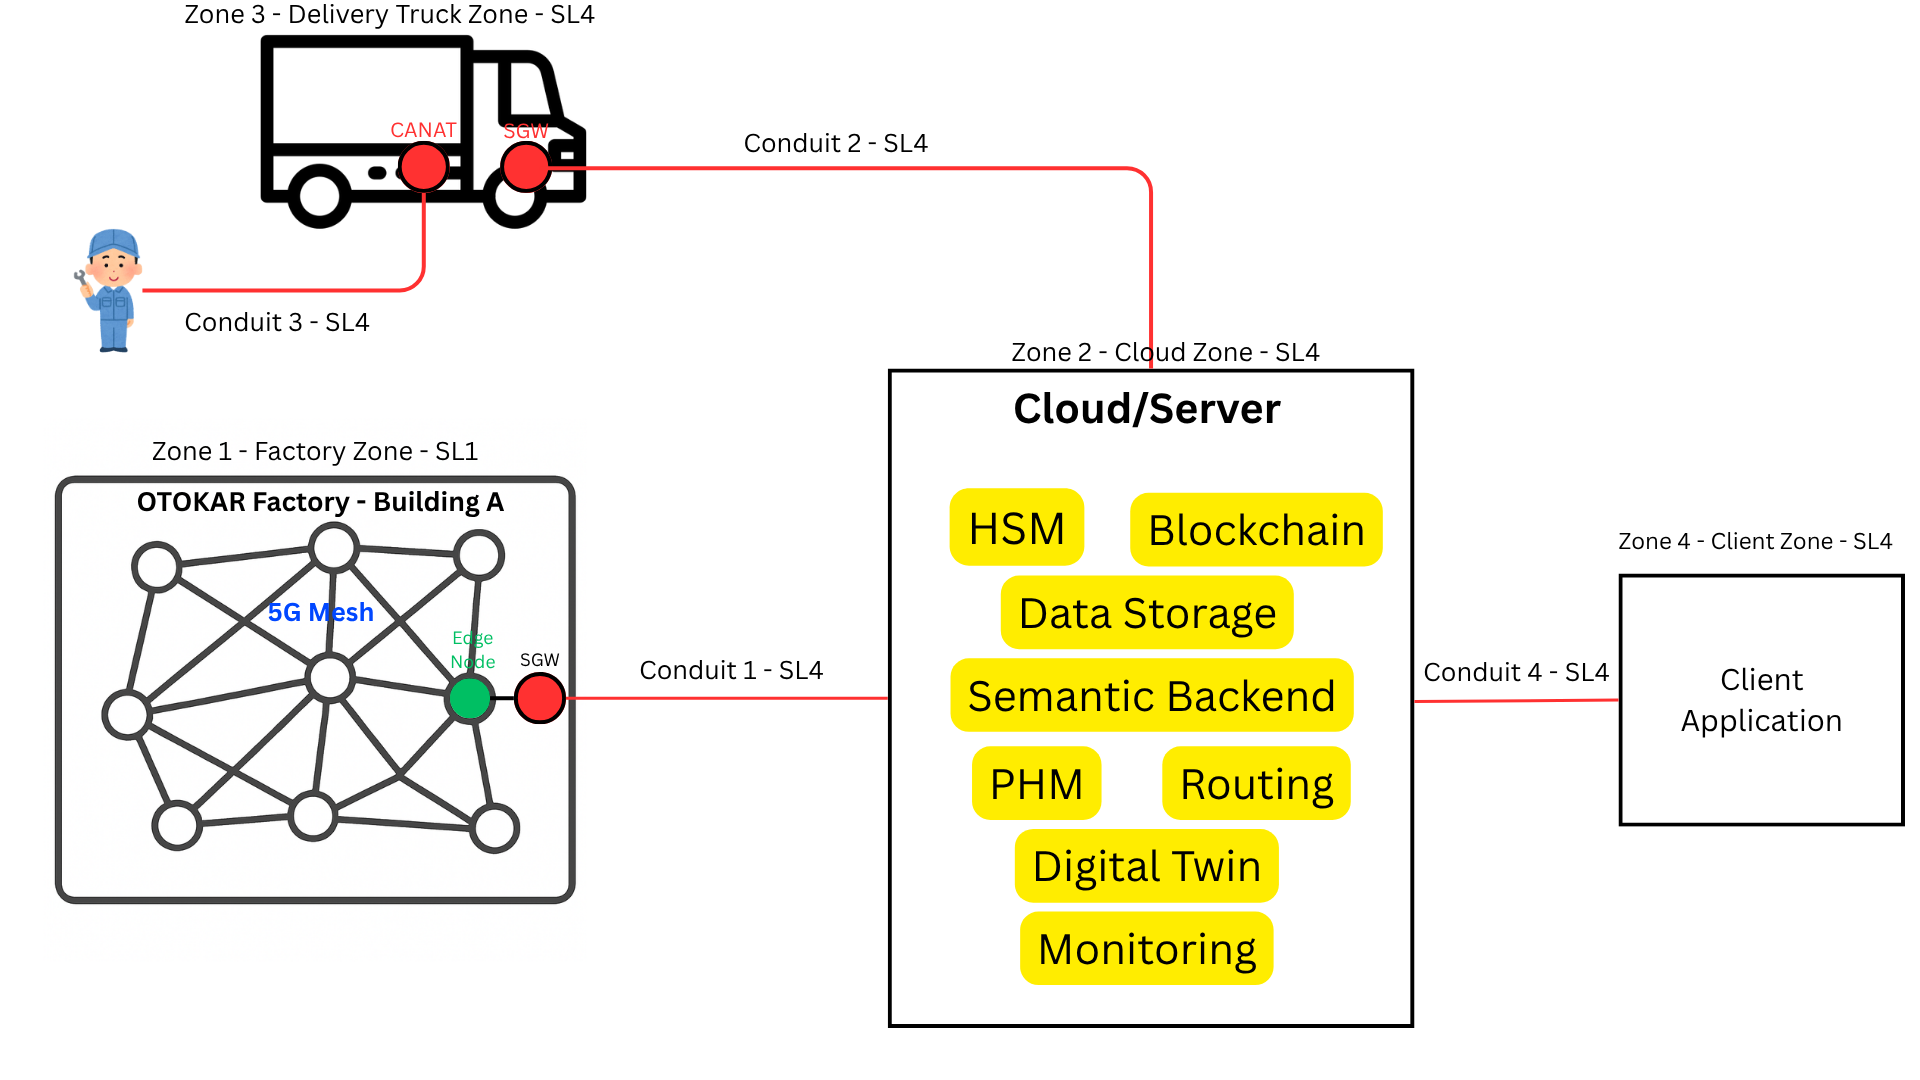 Zone 3 - Delivery Truck Zone - SL4
CANAT
SGW
Conduit 2 - SL4
Conduit 3 - SL4
Zone 2 - Cloud Zone - SL4
Cloud/Server
HSM
Blockchain
Data Storage
Semantic Backend
PHM
Routing
Digital Twin
Monitoring
Zone 1 - Factory Zone - SL1
OTOKAR Factory - Building A
5G Mesh
Edge
Node
SGW
Conduit 1 - SL4
Conduit 4 - SL4
Zone 4 - Client Zone - SL4
Client
Application